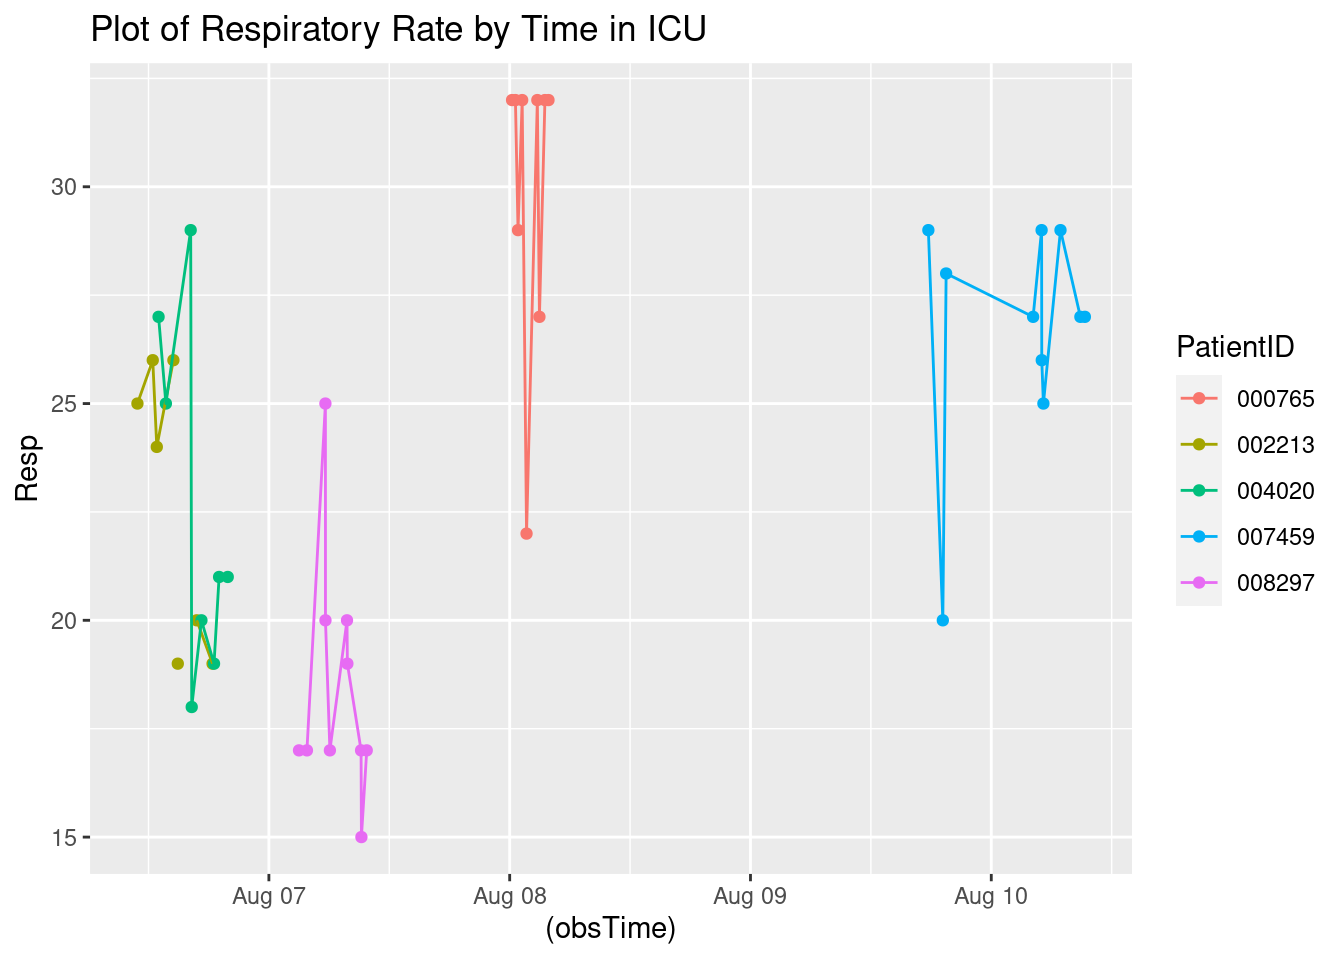 Plot of Respiratory Rate by Time in ICU
30
25
20
15
Resp
Aug 07
Aug 08
Aug 09
Aug 10
(obsTime)
PatientID
000765
002213
004020
007459
008297